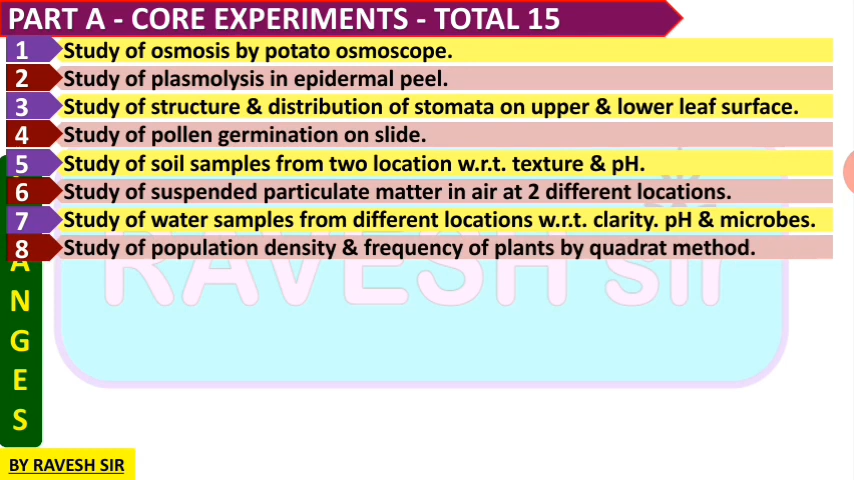 PART A - CORE EXPERIMENTS - TOTAL 15
1 Study of osmosis by potato osmoscope.
2 Study of plasmolysis in epidermal peel.
3 Study of structure & distribution of stomata on upper & lower leaf surface.
4 Study of pollen germination on slide.
5 Study of soil samples from two location w.r.t. texture & pH.
6 Study of suspended particulate matter in air at 2 different locations.
7 Study of water samples from different locations w.r.t. clarity. pH & microbes.
8 Study of population density & frequency of plants by quadrat method.
RAVESH sir
A
N
G
E
S
BY RAVESH SIR